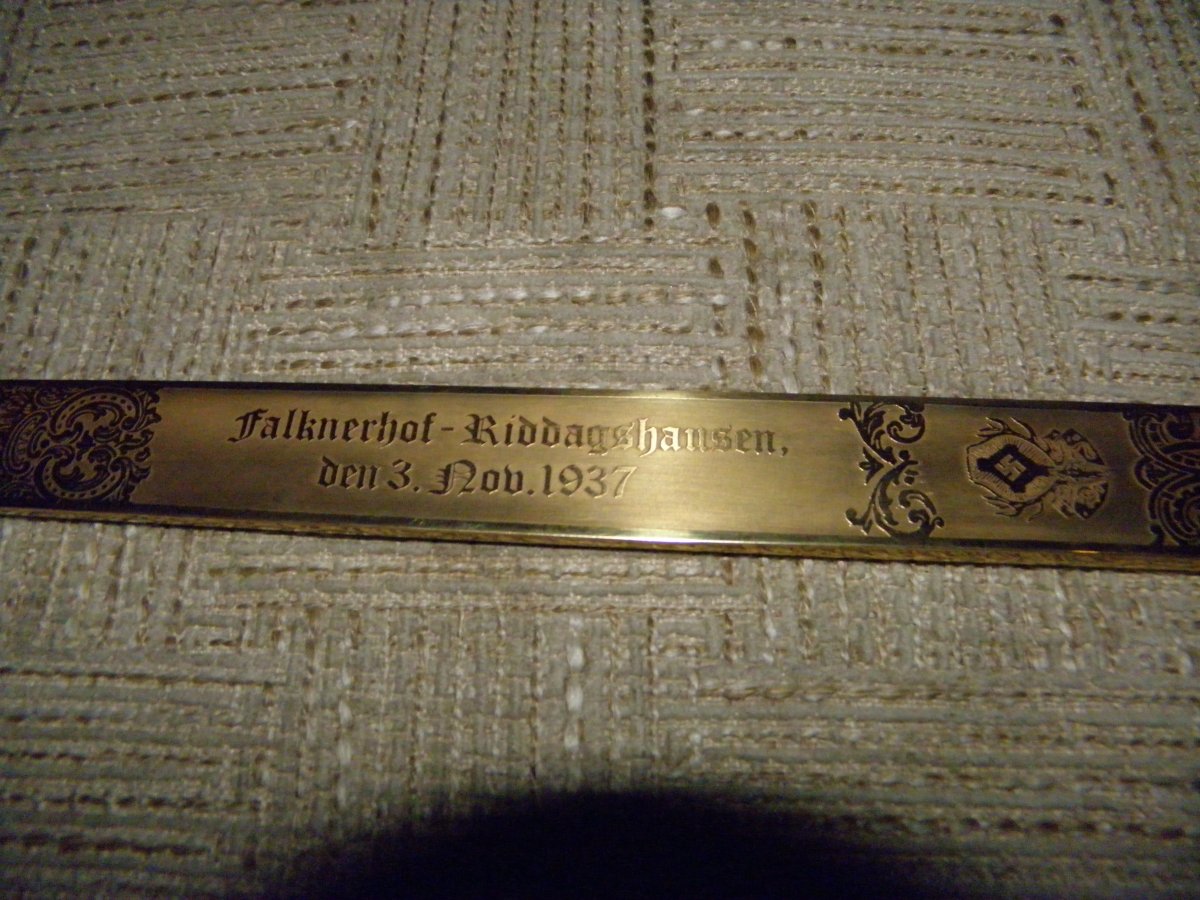 Falknerhof-Riddagshausen,
den 3. Nov. 1937